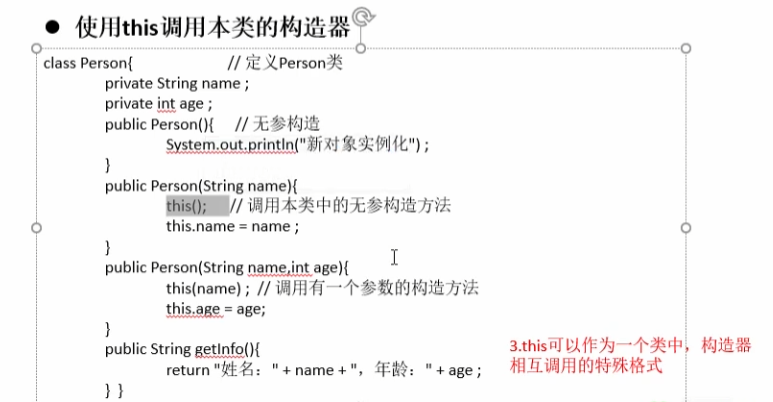 ● 使用this调用本类的构造器
class Person{ // 定义Person类
private String name ;
private int age ;
public Person(){ // 无参构造
System.out.println("新对象实例化") ;
}
public Person(String name){
this(); // 调用本类中的无参构造方法
this.name = name ;
}
public Person(String name,int age){
this(name) ; // 调用有一个参数的构造方法
this.age = age;
}
public String getInfo(){
return "姓名：" + name + "，年龄：" + age ;
} }
3.this可以作为一个类中，构造器
相互调用的特殊格式